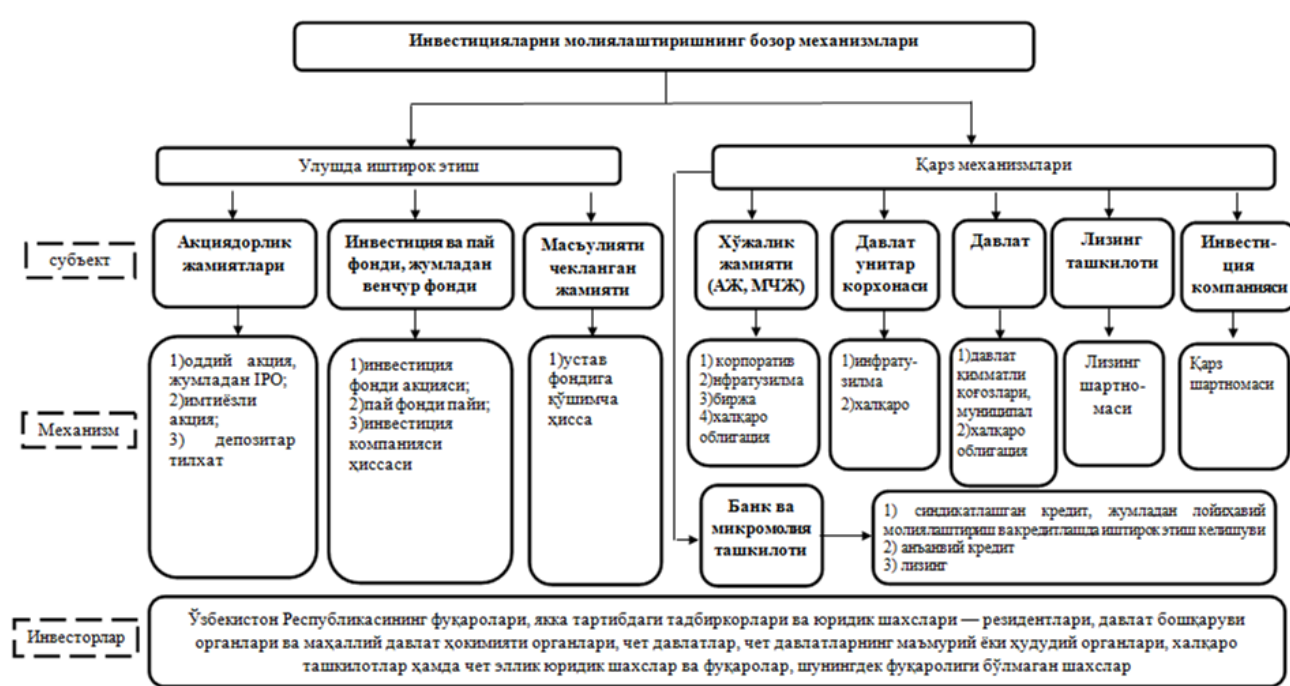 Инвестицияларни молиялаштиришнинг бозор механизмлари
Улушда иштирок этиш
Қарз механизмлари
субъект
Акциядорлик
жамиятлари
Инвестиция ва пай
фонди, жумладан
венчур фонди
Масъулияти
чекланган
жамияти
Хўжалик
жамияти
(АЖ, МЧЖ)
Давлат
унитар
корхонаси
Давлат
Лизинг
ташкилоти
Инвести-
ция
компанияси
Механизм
1)оддий акция,
жумладан IPO;
2)имтиёзли
акция;
3) депозитар
тилхат
1)инвестиция
фонди акцияси;
2)пай фонди пайи;
3)инвестиция
компанияси
ҳиссаси
1)устав
фондига
қўшимча
ҳисса
1) корпоратив
2)нфратузилма
3)биржа
4)халқаро
облигация
1)инфрату-
зилма
2)халқаро
1)давлат
қимматли
қоғозлари,
муниципал
2)халқаро
облигация
Лизинг
шартно-
маси
Қарз
шартномаси
Банк ва
микромолия
ташкилоти
1) синдикатлашган кредит, жумладан лойиҳавий
молиялаштириш ва кредитлашда иштирок этиш келишуви
2) анъанвий кредит
3) лизинг
Инвесторлар
Ўзбекистон Республикасининг фуқаролари, якка тартибдаги тадбиркорлари ва юридик шахслари — резидентлари, давлат бошқаруви
органлари ва маҳаллий давлат ҳокимияти органлари, чет давлатлар, чет давлатларнинг маъмурий ёки ҳудудий органлари, халқаро
ташкилотлар ҳамда чет эллик юридик шахслар ва фуқаролар, шунингдек фуқаролиги бўлмаган шахслар